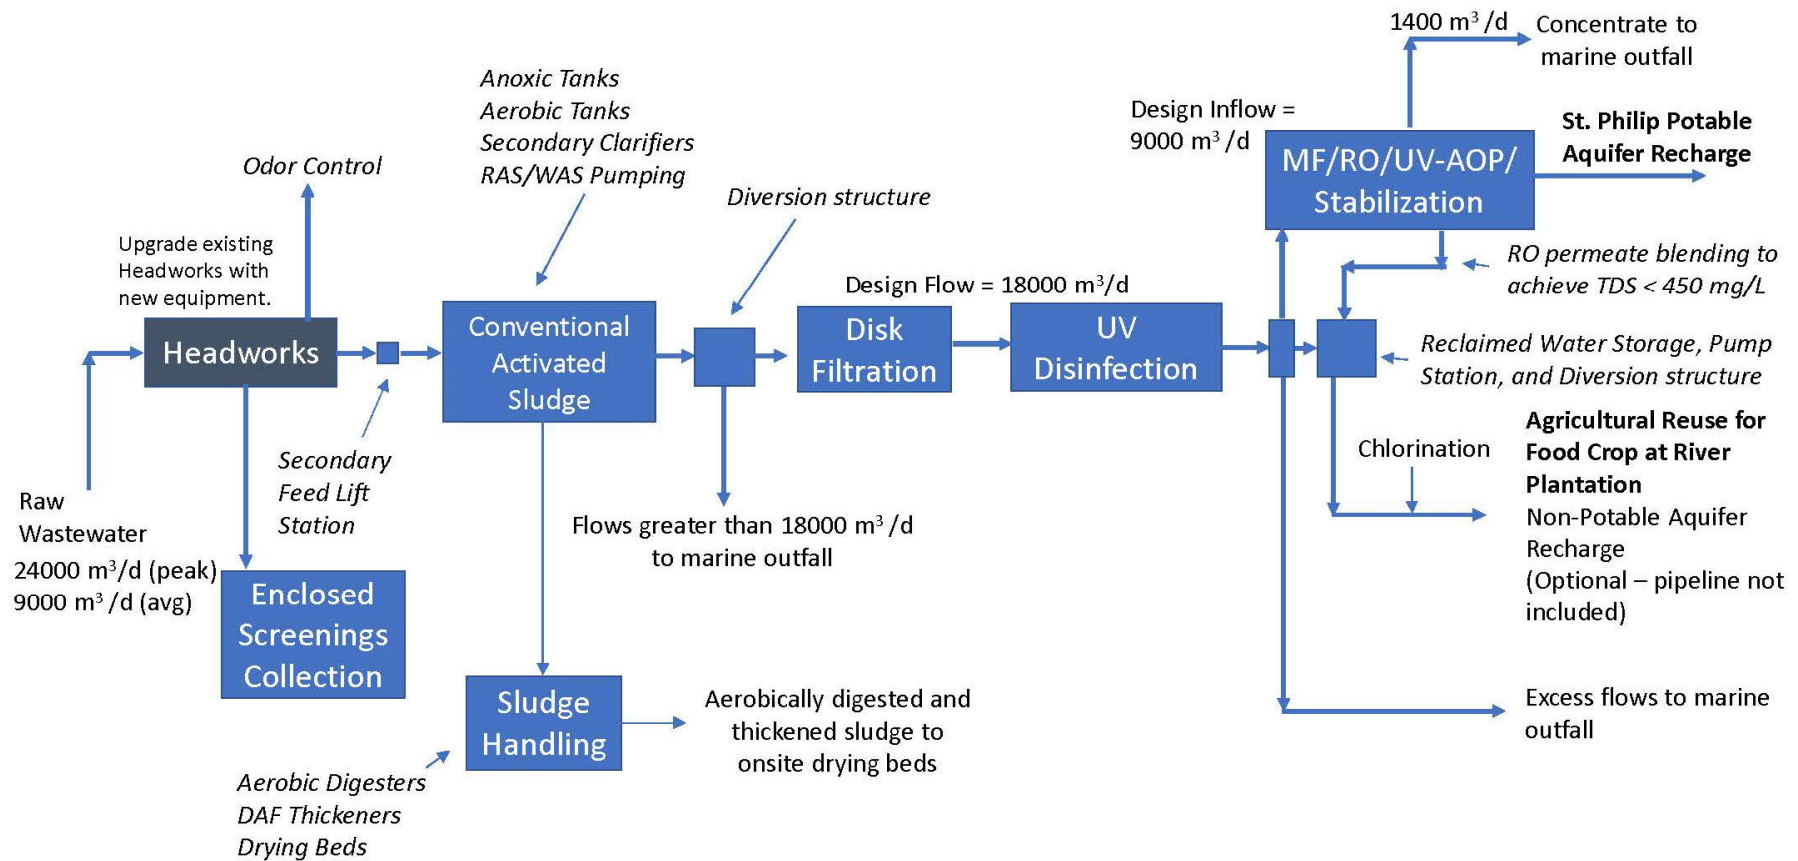 1400 m³ /d
Concentrate to
marine outfall
Anoxic Tanks
Aerobic Tanks
Secondary Clarifiers
RAS/WAS Pumping
Design Inflow =
9000 m³ /d
St. Philip Potable
Aquifer Recharge
MF/RO/UV-AOP/
Stabilization
Odor Control
Diversion structure
Upgrade existing
Headworks with
new equipment.
RO permeate blending to
achieve TDS < 450 mg/L
Design Flow = 18000 m³/d
Headworks
Conventional
Activated
Sludge
Disk
Filtration
UV
Disinfection
Reclaimed Water Storage, Pump
Station, and Diversion structure
Secondary
Feed Lift
Station
Raw
Wastewater
24000 m³/d (peak)
9000 m³ /d (avg)
Flows greater than 18000 m³ /d
to marine outfall
Chlorination
Agricultural Reuse for
Food Crop at River
Plantation
Non-Potable Aquifer
Recharge
(Optional – pipeline not
included)
Enclosed
Screenings
Collection
Sludge
Handling
Aerobically digested and
thickened sludge to
onsite drying beds
Excess flows to marine
outfall
Aerobic Digesters
DAF Thickeners
Drying Beds